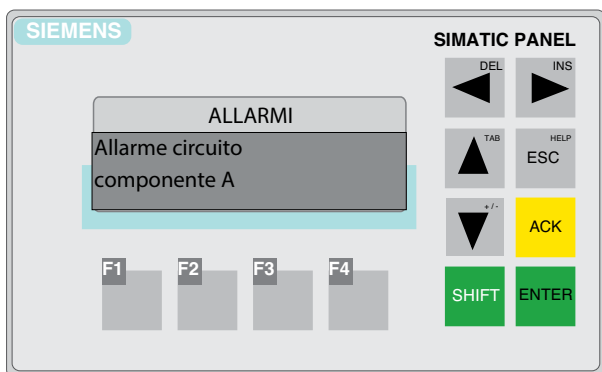 SIEMENS
SIMATIC PANEL
DEL
INS
ALLARMI
Allarme circuito
componente A
TAB
HELP
ESC
+ / -
ACK
F1 F2 F3 F4
SHIFT ENTER